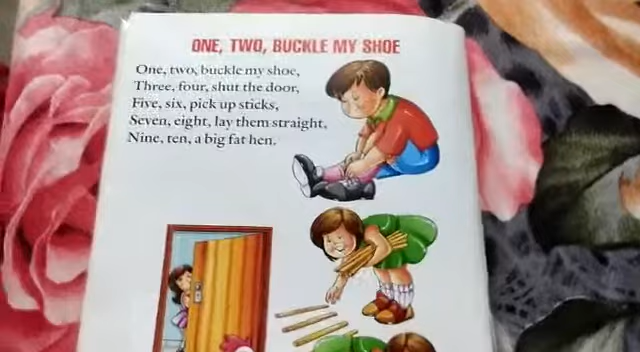 ONE, TWO, BUCKLE MY SHOE
One, two, buckle my shoe,
Three, four, shut the door,
Five, six, pick up sticks,
Seven, eight, lay them straight,
Nine, ten, a big fat hen.